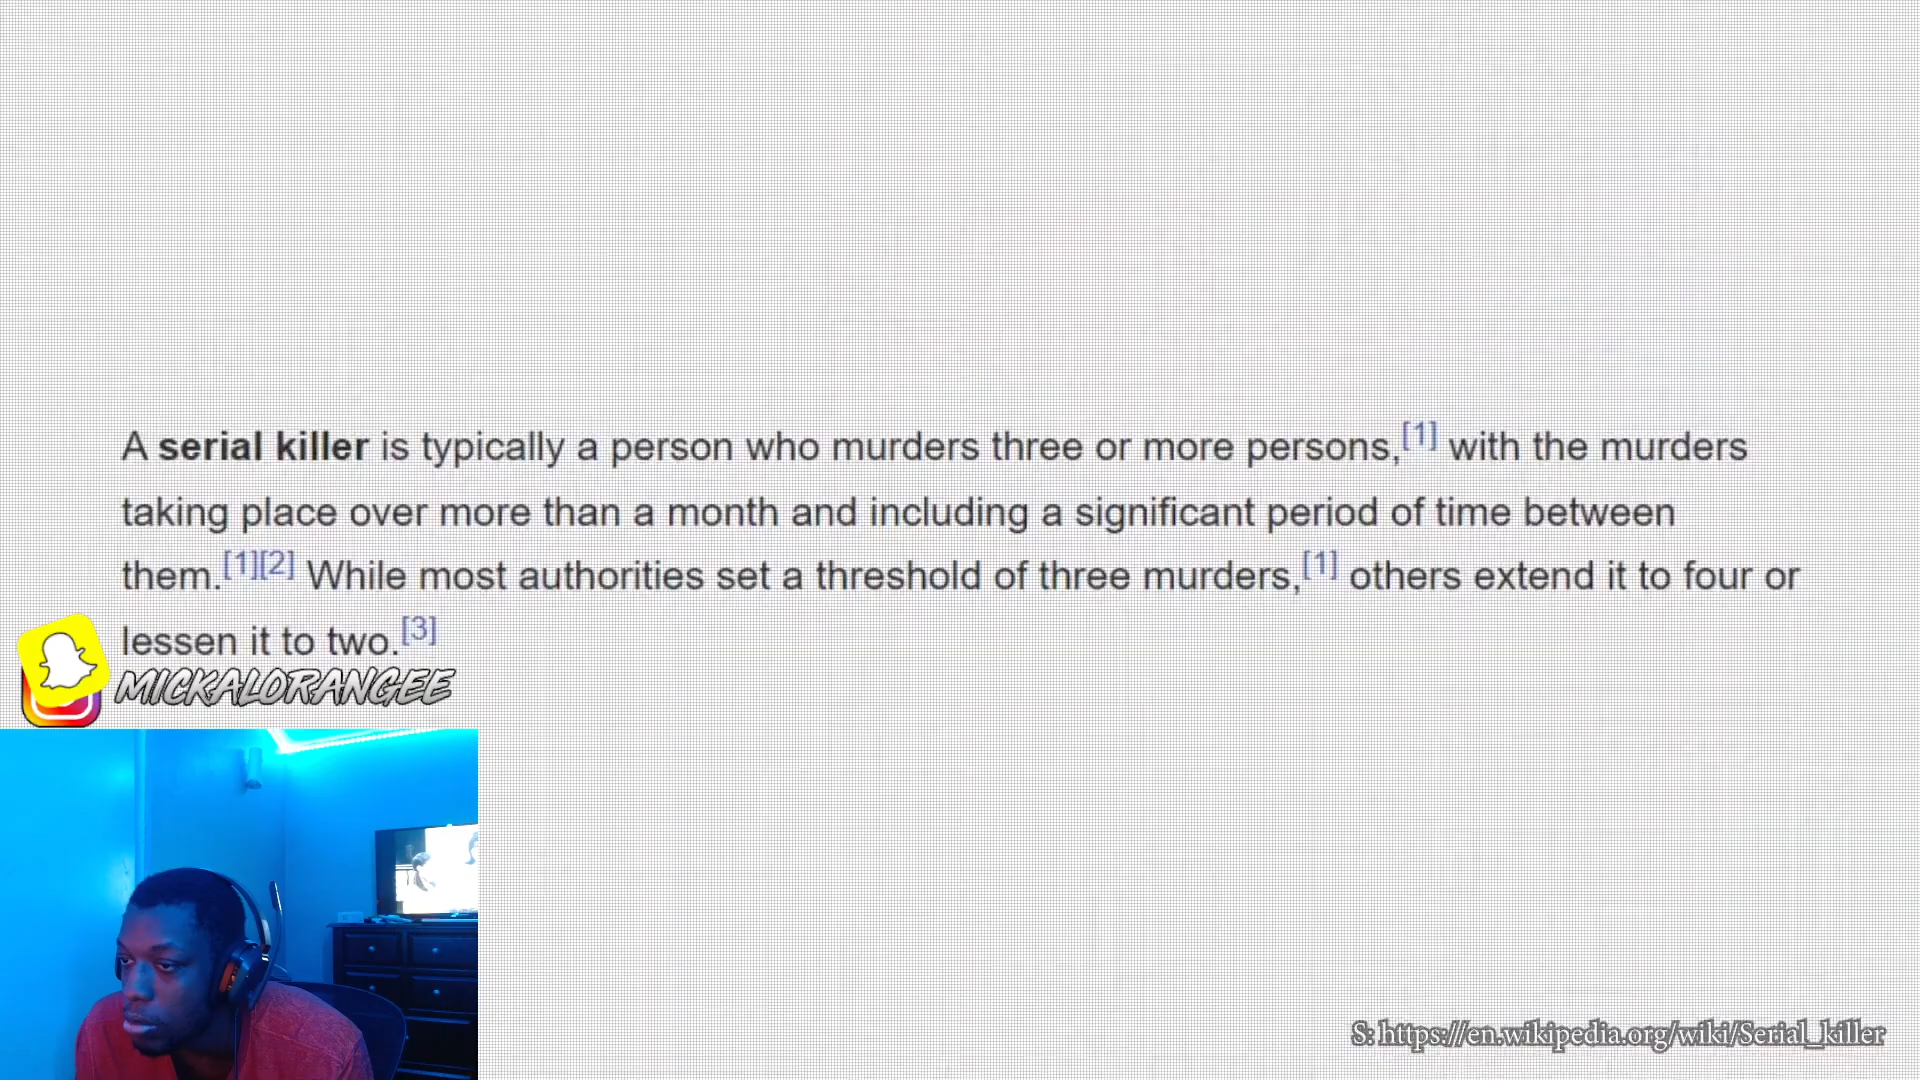 A serial killer is typically a person who murders three or more persons,[1] with the murders
taking place over more than a month and including a significant period of time between
them.[1][2] While most authorities set a threshold of three murders,[1] others extend it to four or
lessen it to two.[3]
MICKALORANGEE
S: https://en.wikipedia.org/wiki/Serial_killer